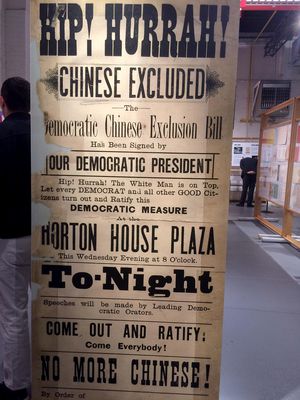 HIP! HURRAH!
CHINESE EXCLUDED
The
Democratic Chinese Exclusion Bill
Has Been Signed by
OUR DEMOCRATIC PRESIDENT
Hip! Hurrah! The White Man is on Top,
Let every DEMOCRAT and all other GOOD Cit-
izens turn out and Ratify this
DEMOCRATIC MEASURE
At the
HORTON HOUSE PLAZA
This Wednesday Evening at 8 O'clock.
To-Night
Speeches will be made by Leading Demo-
cratic Orators.
COME OUT AND RATIFY:
Come Everybody!
NO MORE CHINESE!
By Order of